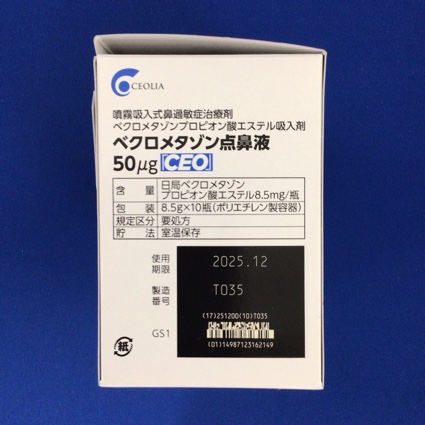 CEOLIA
噴霧吸入式鼻過敏症治療剤
ベクロメタゾンプロピオン酸エステル吸入剤
ベクロメタゾン点鼻液
50μg「CEO」
含 量 日局ベクロメタゾン
プロピオン酸エステル8.5mg/瓶
包 装 8.5g×10瓶(ポリエチレン製容器)
規定区分 要処方
貯 法 室温保存
使用
期限 2025.12
製造
番号 T035
(17)251200(10)T035
GS1
(01)14987123162149
紙